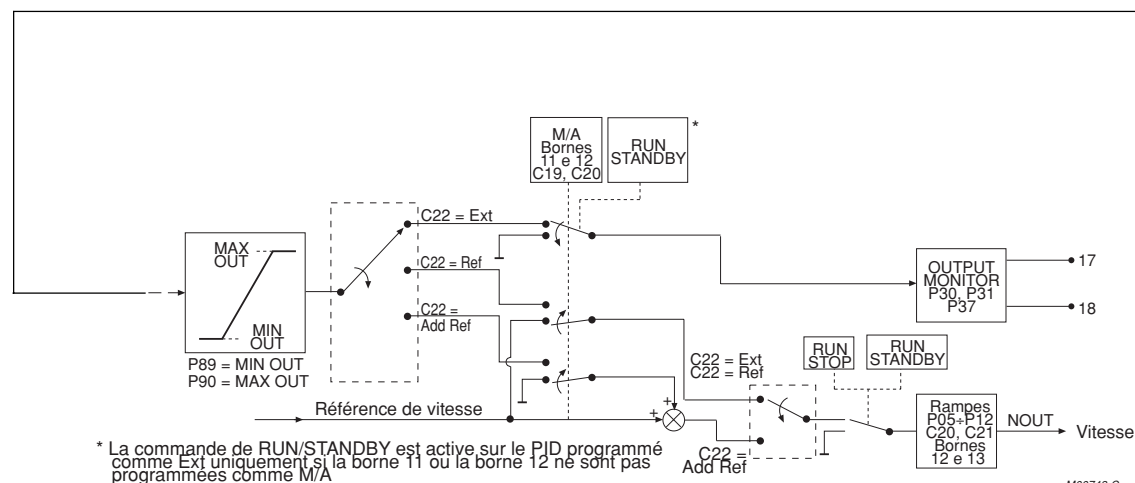 M/A
Bornes
11 e 12
C19, C20
RUN
STANDBY
*
C22 = Ext
MAX
OUT
MIN
OUT
P89 = MIN OUT
P90 = MAX OUT
C22 = Ref
C22 =
Add Ref
OUTPUT
MONITOR
P30, P31
P37
17
18
C22 = Ext
C22 = Ref
RUN
STOP
RUN
STANDBY
Référence de vitesse
+
+
C22 =
Add Ref
Rampes
P05÷P12
C20, C21
Bornes
12 e 13
NOUT
Vitesse
* La commande de RUN/STANDBY est active sur le PID programmé
comme Ext uniquement si la borne 11 ou la borne 12 ne sont pas
programmées comme M/A